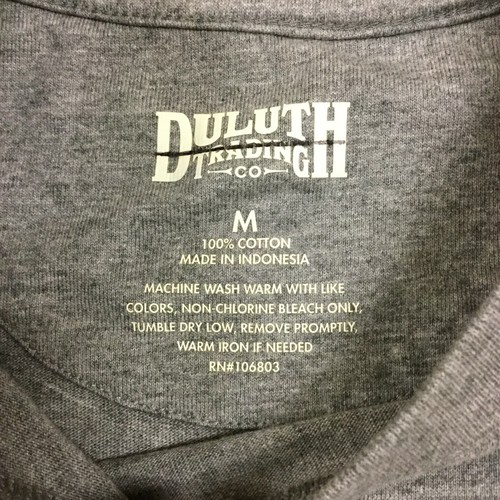 DULUTH
TRADING
CO
M
100% COTTON
MADE IN INDONESIA
MACHINE WASH WARM WITH LIKE
COLORS, NON-CHLORINE BLEACH ONLY,
TUMBLE DRY LOW, REMOVE PROMPTLY,
WARM IRON IF NEEDED
RN#106803